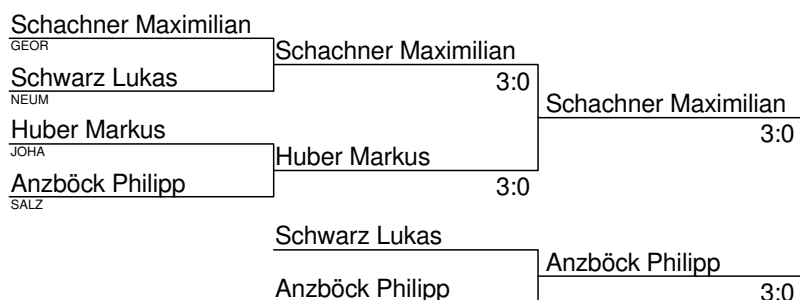 Schachner Maximilian
GEOR
Schachner Maximilian
Schwarz Lukas
3:0
NEUM
Schachner Maximilian
Huber Markus
3:0
JOHA
Huber Markus
Anzböck Philipp
3:0
SALZ
Schwarz Lukas
Anzböck Philipp
Anzböck Philipp
3:0